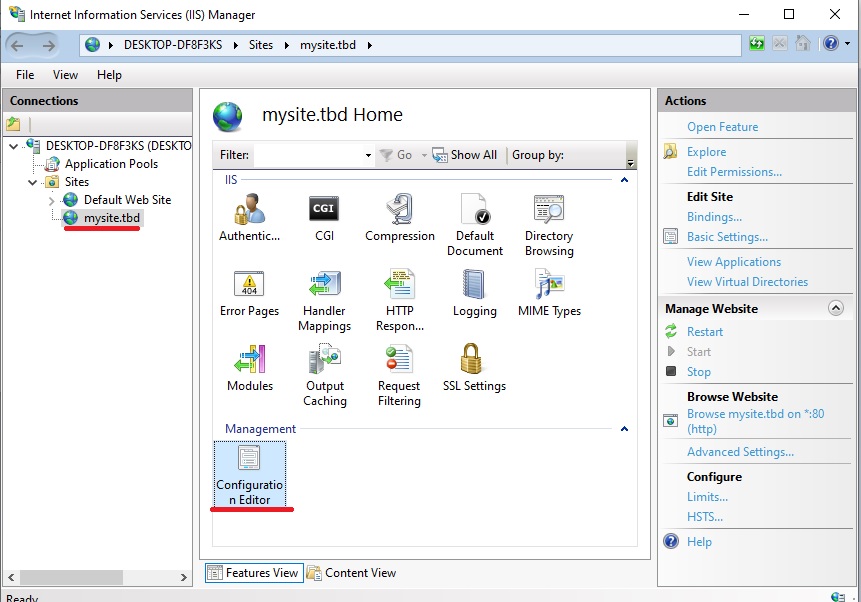 Internet Information Services (IIS) Manager
DESKTOP-DF8F3KS Sites mysite.tbd
File View Help
Connections
DESKTOP-DF8F3KS (DESKTO
Application Pools
Sites
Default Web Site
mysite.tbd
mysite.tbd Home
Filter: Go Show All Group by:
IIS
Authentic...
CGI
Compression
Default
Document
Directory
Browsing
Error Pages
Handler
Mappings
HTTP
Respon...
Logging
MIME Types
Modules
Output
Caching
Request
Filtering
SSL Settings
Management
Configuratio
n Editor
Features View Content View
Actions
Open Feature
Explore
Edit Permissions...
Edit Site
Bindings...
Basic Settings...
View Applications
View Virtual Directories
Manage Website
Restart
Start
Stop
Browse Website
Browse mysite.tbd on *:80
(http)
Advanced Settings...
Configure
Limits...
HSTS...
Help
Ready